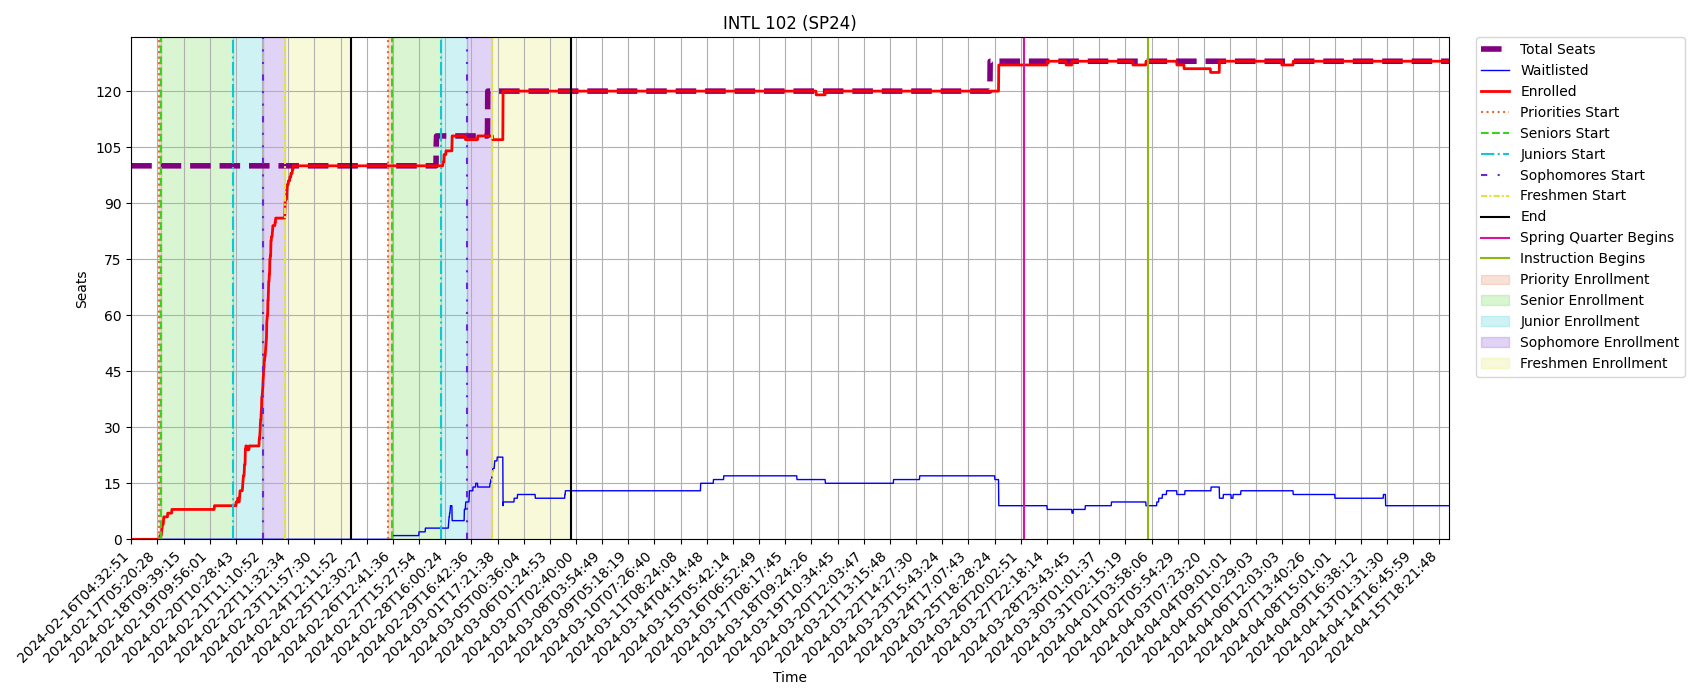 INTL 102 (SP24)
Seats
120
105
90
75
60
45
30
15
0
2024-02-16T04:32:51
2024-02-17T05:20:28
2024-02-18T09:39:15
2024-02-19T09:56:01
2024-02-20T10:28:43
2024-02-21T11:10:52
2024-02-22T11:32:34
2024-02-23T11:57:30
2024-02-24T12:11:52
2024-02-25T12:30:27
2024-02-26T12:41:36
2024-02-27T15:27:54
2024-02-28T16:00:24
2024-02-29T16:42:36
2024-03-01T17:21:38
2024-03-05T00:36:04
2024-03-06T01:24:53
2024-03-07T02:40:00
2024-03-08T03:54:49
2024-03-09T05:18:19
2024-03-10T07:26:40
2024-03-11T08:24:08
2024-03-14T04:14:48
2024-03-15T05:42:14
2024-03-16T06:52:49
2024-03-17T08:17:45
2024-03-18T09:24:26
2024-03-19T10:34:45
2024-03-20T12:03:47
2024-03-21T13:15:48
2024-03-22T14:27:30
2024-03-23T15:43:24
2024-03-24T17:07:43
2024-03-25T18:28:24
2024-03-26T20:02:51
2024-03-27T22:18:14
2024-03-28T23:43:45
2024-03-30T01:01:37
2024-03-31T02:15:19
2024-04-01T03:58:06
2024-04-02T05:54:29
2024-04-03T07:23:20
2024-04-04T09:01:01
2024-04-05T10:29:03
2024-04-06T12:03:03
2024-04-07T13:40:26
2024-04-08T15:01:01
2024-04-09T16:38:12
2024-04-13T01:31:30
2024-04-14T16:45:59
2024-04-15T18:21:48
Time
Total Seats
Waitlisted
Enrolled
Priorities Start
Seniors Start
Juniors Start
Sophomores Start
Freshmen Start
End
Spring Quarter Begins
Instruction Begins
Priority Enrollment
Senior Enrollment
Junior Enrollment
Sophomore Enrollment
Freshmen Enrollment